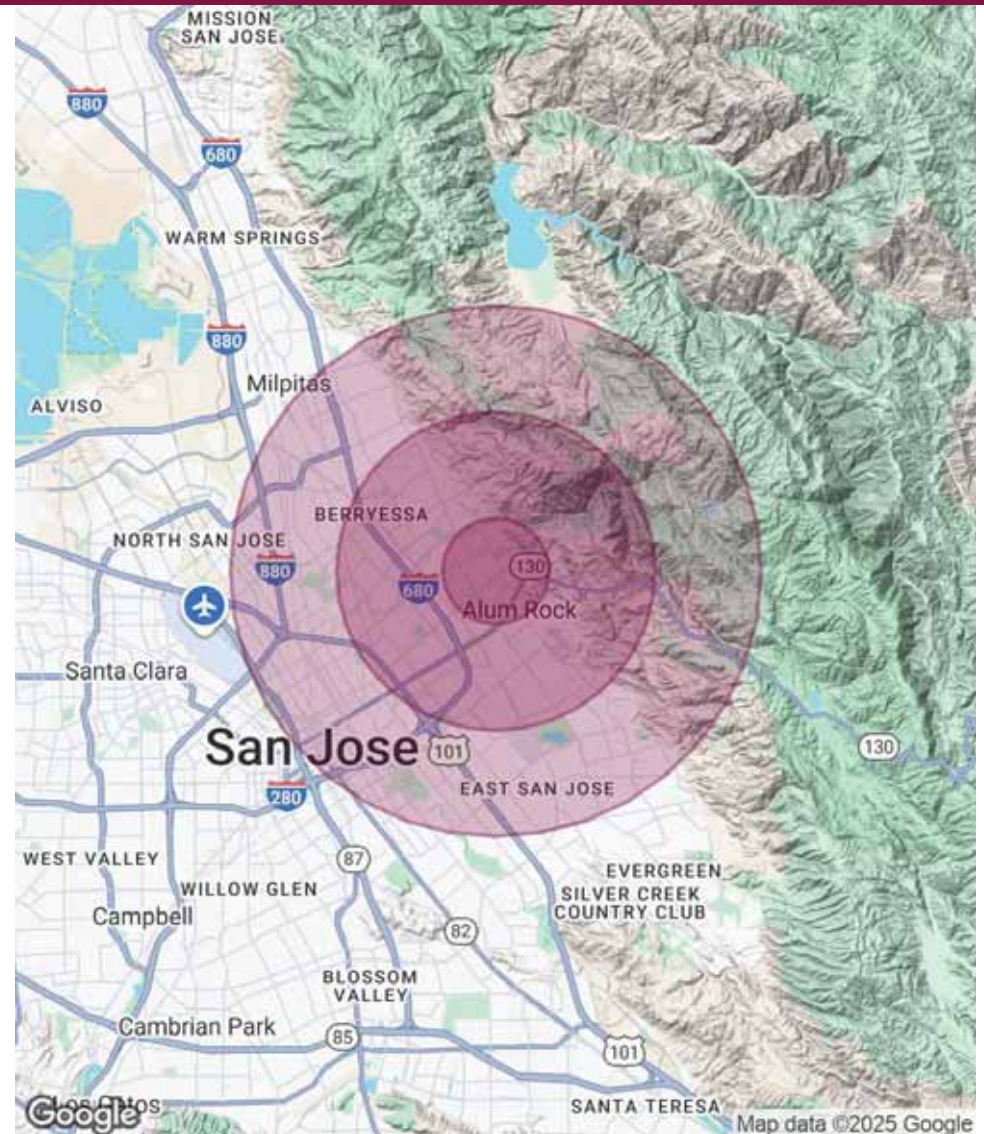 MISSION
SAN JOSE
880
680
WARM SPRINGS
880
Milpitas
ALVISO
BERRYESSA
NORTH SAN JOSE
880
130
680
Alum Rock
Santa Clara
San Jose
101
130
280
EAST SAN JOSE
WEST VALLEY
87
EVERGREEN
WILLOW GLEN
SILVER CREEK
COUNTRY CLUB
Campbell
82
BLOSSOM
VALLEY
Cambrian Park
85
101
Los Gatos
Google
SANTA TERESA
Map data ©2025 Google